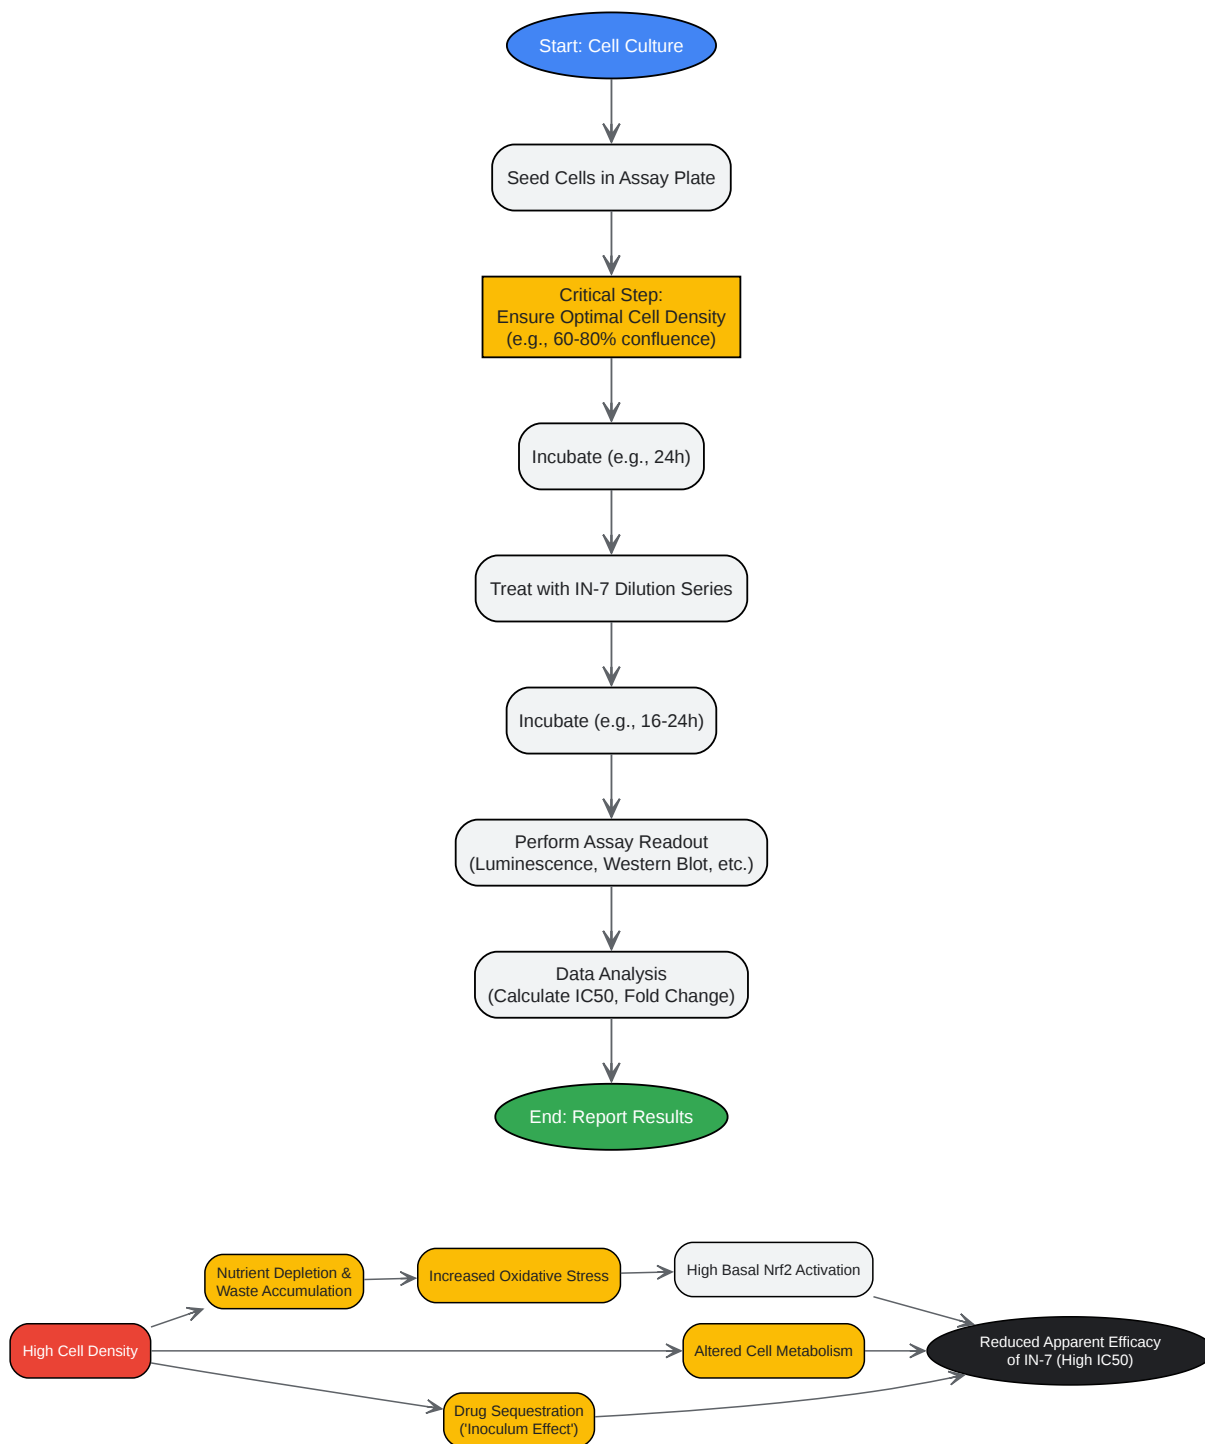 Start: Cell Culture
Seed Cells in Assay Plate
Critical Step:
Ensure Optimal Cell Density
(e.g., 60-80% confluence)
Incubate (e.g., 24h)
Treat with IN-7 Dilution Series
Incubate (e.g., 16-24h)
Perform Assay Readout
(Luminescence, Western Blot, etc.)
Data Analysis
(Calculate IC50, Fold Change)
End: Report Results
High Cell Density
Nutrient Depletion &
Waste Accumulation
Increased Oxidative Stress
High Basal Nrf2 Activation
Altered Cell Metabolism
Drug Sequestration
('Inoculum Effect')
Reduced Apparent Efficacy
of IN-7 (High IC50)